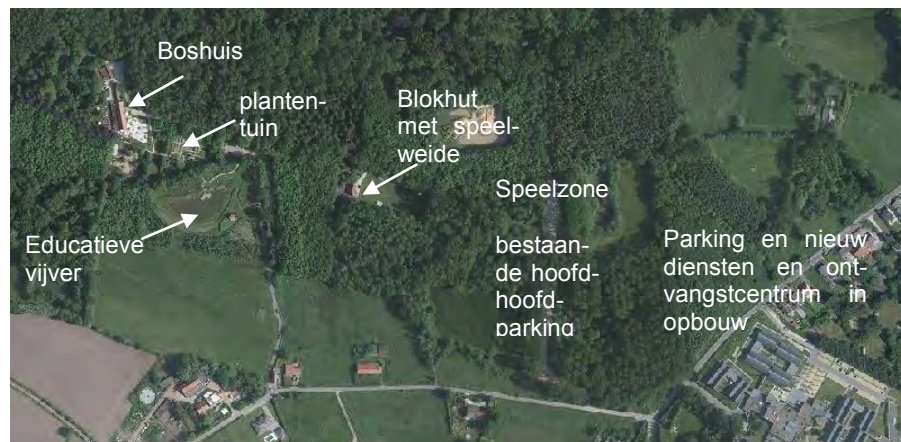 Boshuis
planten-
tuin
Blokhut
met speel-
weide
Educatieve
vijver
Speelzone
bestaan-
de hoofd-
hoofd-
parking
Parking en nieuw
diensten en ont-
vangstcentrum in
opbouw